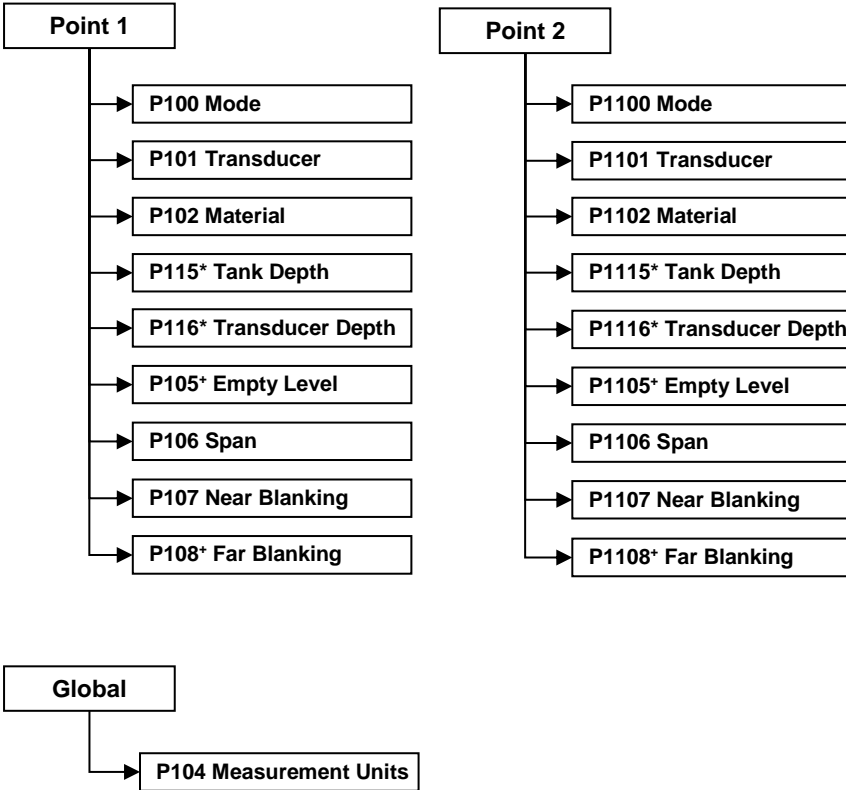 Point 1
P100 Mode
P101 Transducer
P102 Material
P115* Tank Depth
P116* Transducer Depth
P105⁺ Empty Level
P106 Span
P107 Near Blanking
P108⁺ Far Blanking
Point 2
P1100 Mode
P1101 Transducer
P1102 Material
P1115* Tank Depth
P1116* Transducer Depth
P1105⁺ Empty Level
P1106 Span
P1107 Near Blanking
P1108⁺ Far Blanking
Global
P104 Measurement Units